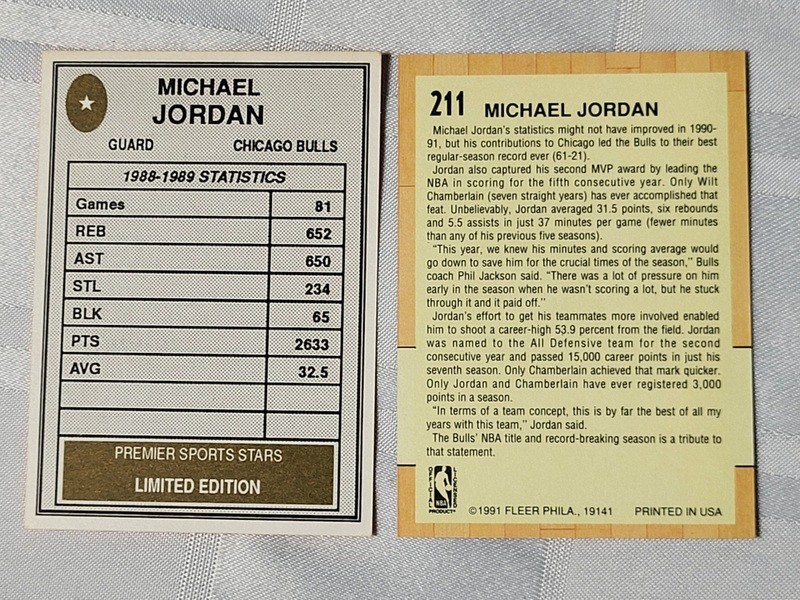 MICHAEL
JORDAN
GUARD CHICAGO BULLS
1988-1989 STATISTICS
Games 81
REB 652
AST 650
STL 234
BLK 65
PTS 2633
AVG 32.5
PREMIER SPORTS STARS
LIMITED EDITION
211 MICHAEL JORDAN
Michael Jordan's statistics might not have improved in 1990-
91, but his contributions to Chicago led the Bulls to their best
regular-season record ever (61-21).
Jordan also captured his second MVP award by leading the
NBA in scoring for the fifth consecutive year. Only Wilt
Chamberlain (seven straight years) has ever accomplished that
feat. Unbelievably, Jordan averaged 31.5 points, six rebounds
and 5.5 assists in just 37 minutes per game (fewer minutes
than any of his previous five seasons).
"This year, we knew his minutes and scoring average would
go down to save him for the crucial times of the season," Bulls
coach Phil Jackson said. "There was a lot of pressure on him
early in the season when he wasn't scoring a lot, but he stuck
through it and it paid off."
Jordan's effort to get his teammates more involved enabled
him to shoot a career-high 53.9 percent from the field. Jordan
was named to the All Defensive team for the second
consecutive year and passed 15,000 career points in just his
seventh season. Only Chamberlain achieved that mark quicker.
Only Jordan and Chamberlain have ever registered 3,000
points in a season.
"In terms of a team concept, this is by far the best of all my
years with this team," Jordan said.
The Bulls' NBA title and record-breaking season is a tribute to
that statement.
OFFICIAL LICENSED
NBA
PRODUCT
©1991 FLEER PHILA., 19141 PRINTED IN USA